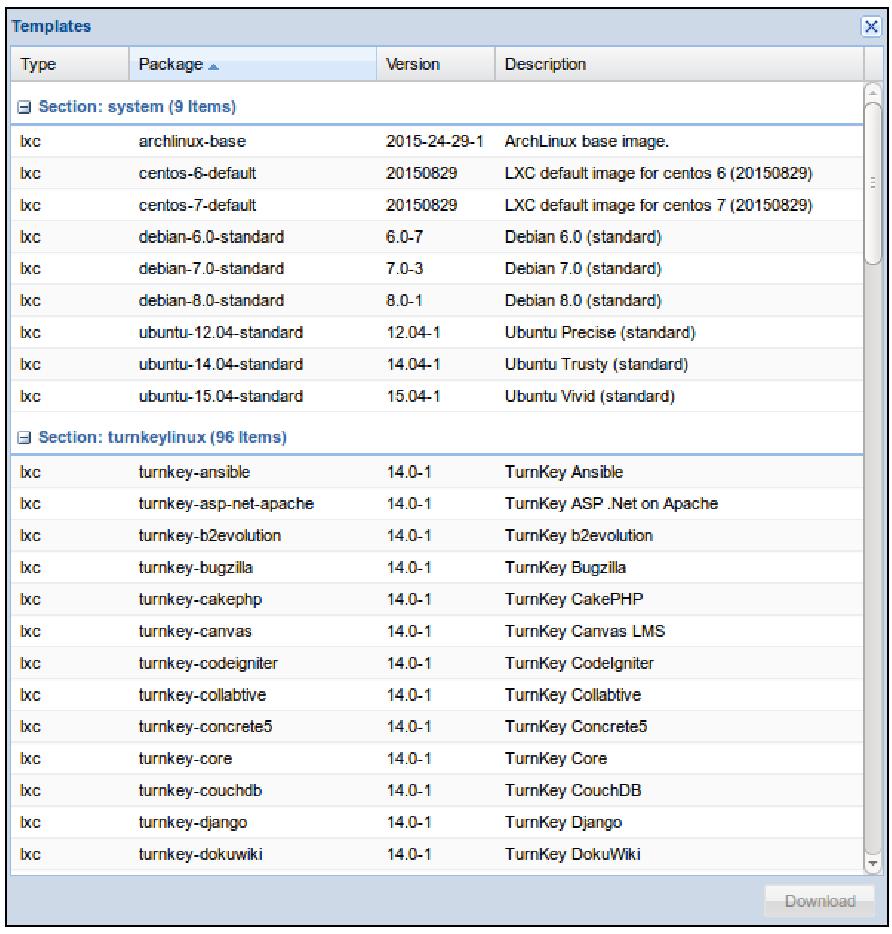 Templates
Type Package Version Description
Section: system (9 Items)
lxc archlinux-base 2015-24-29-1 ArchLinux base image.
lxc centos-6-default 20150829 LXC default image for centos 6 (20150829)
lxc centos-7-default 20150829 LXC default image for centos 7 (20150829)
lxc debian-6.0-standard 6.0-7 Debian 6.0 (standard)
lxc debian-7.0-standard 7.0-3 Debian 7.0 (standard)
lxc debian-8.0-standard 8.0-1 Debian 8.0 (standard)
lxc ubuntu-12.04-standard 12.04-1 Ubuntu Precise (standard)
lxc ubuntu-14.04-standard 14.04-1 Ubuntu Trusty (standard)
lxc ubuntu-15.04-standard 15.04-1 Ubuntu Vivid (standard)
Section: turnkeylinux (96 Items)
lxc turnkey-ansible 14.0-1 TurnKey Ansible
lxc turnkey-asp-net-apache 14.0-1 TurnKey ASP .Net on Apache
lxc turnkey-b2evolution 14.0-1 TurnKey b2evolution
lxc turnkey-bugzilla 14.0-1 TurnKey Bugzilla
lxc turnkey-cakephp 14.0-1 TurnKey CakePHP
lxc turnkey-canvas 14.0-1 TurnKey Canvas LMS
lxc turnkey-codeigniter 14.0-1 TurnKey CodeIgniter
lxc turnkey-collabtive 14.0-1 TurnKey Collabtive
lxc turnkey-concrete5 14.0-1 TurnKey Concrete5
lxc turnkey-core 14.0-1 TurnKey Core
lxc turnkey-couchdb 14.0-1 TurnKey CouchDB
lxc turnkey-django 14.0-1 TurnKey Django
lxc turnkey-dokuwiki 14.0-1 TurnKey DokuWiki
Download